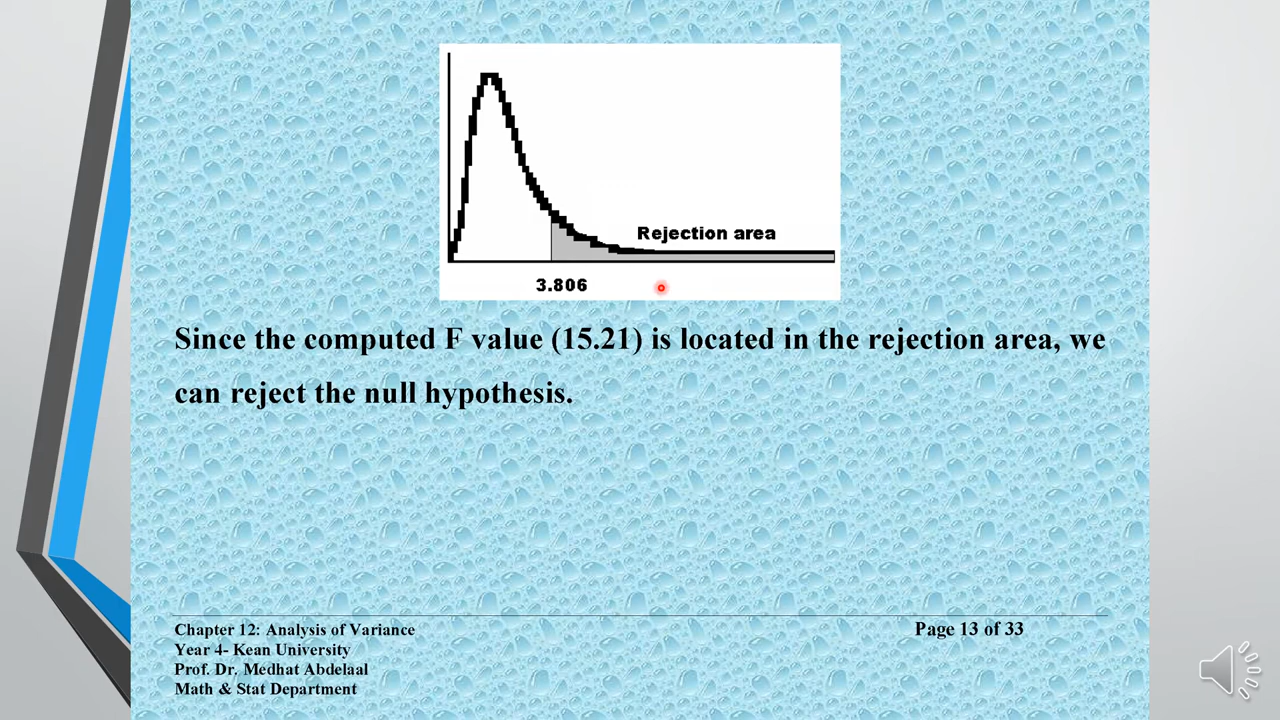 Rejection area
3.806
Since the computed F value (15.21) is located in the rejection area, we
can reject the null hypothesis.
Chapter 12: Analysis of Variance
Page 13 of 33
Year 4- Kean University
Prof. Dr. Medhat Abdelaal
Math & Stat Department